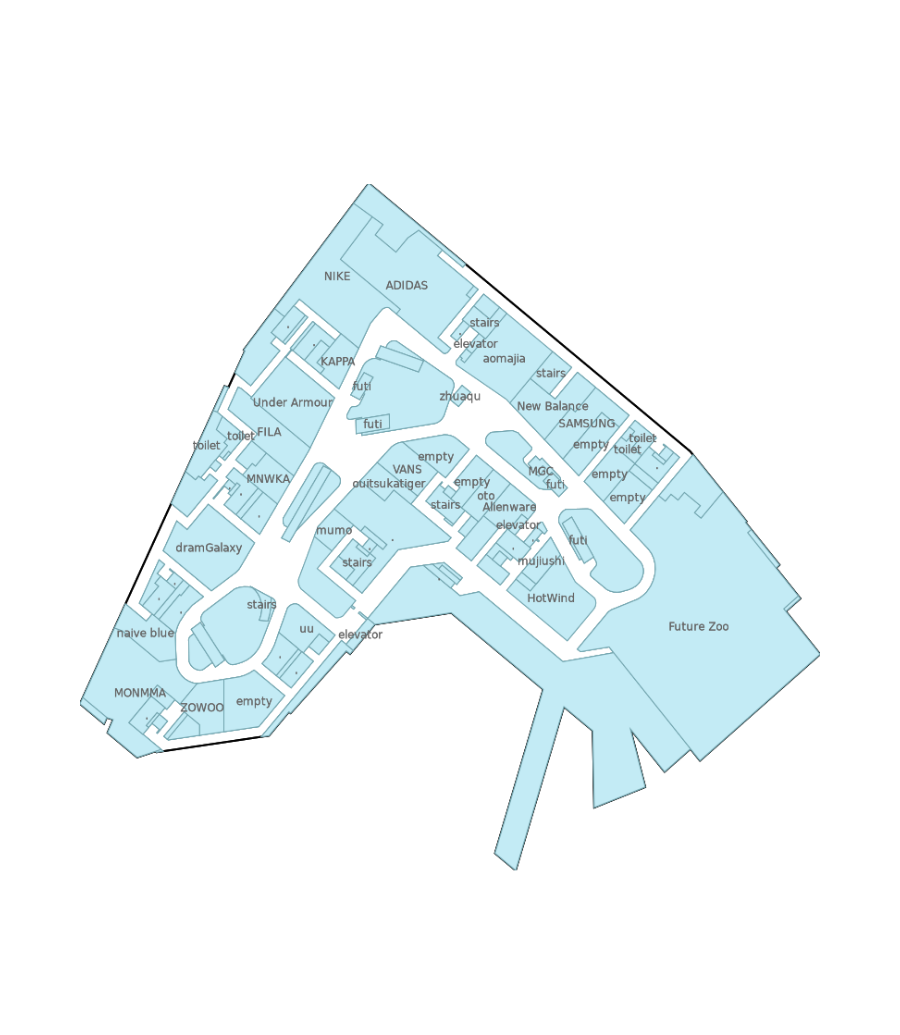 NIKE
ADIDAS
stairs
elevator
aomajia
KAPPA
stairs
futi
zhuaqu
Under Armour
New Balance
futi
SAMSUNG
toilet
FILA
toilet
toilet
empty
toilet
empty
VANS
MGC
empty
MNWKA
ouitsukatiger
empty
futi
oto
empty
stairs
Alienware
mumo
elevator
futi
dramGalaxy
stairs
mujiushi
HotWind
stairs
Future Zoo
naive blue
uu
elevator
MONMMA
ZOWOO
empty